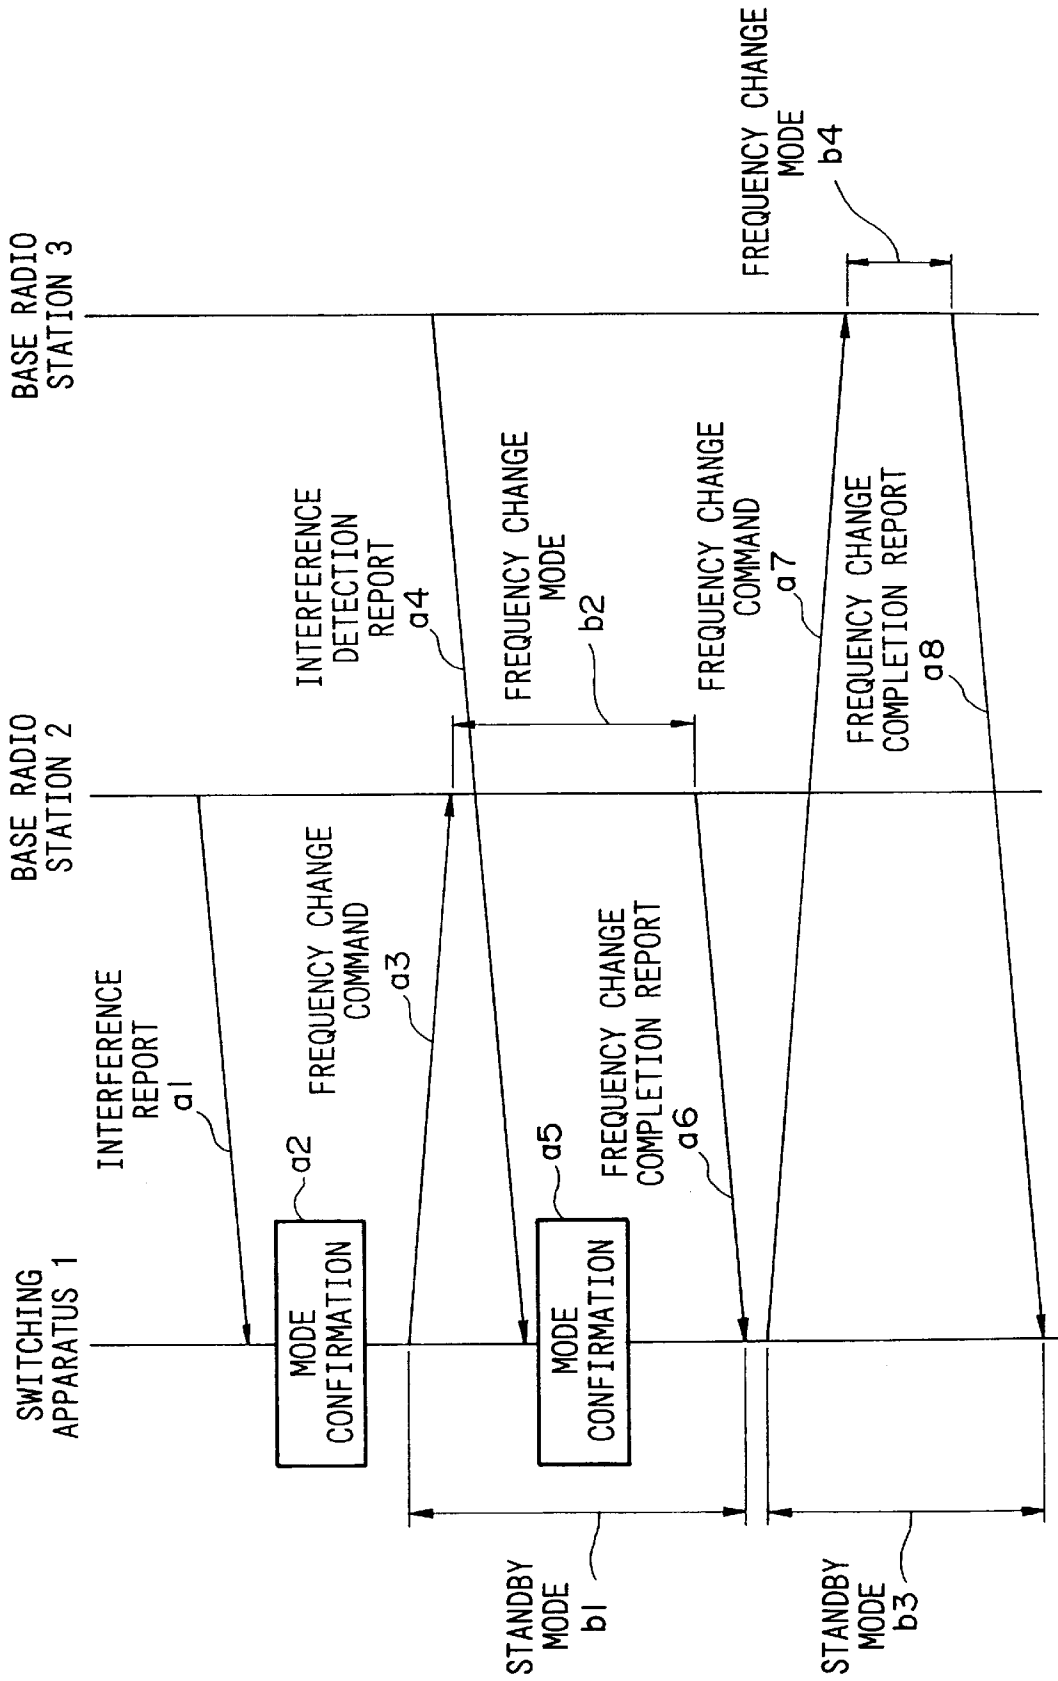 SWITCHING
APPARATUS 1
BASE RADIO
STATION 2
BASE RADIO
STATION 3
INTERFERENCE
REPORT
a1
MODE
CONFIRMATION
a2
FREQUENCY CHANGE
COMMAND
a3
INTERFERENCE
DETECTION
REPORT
a4
STANDBY
MODE
b1
MODE
CONFIRMATION
a5
FREQUENCY CHANGE
MODE
b2
FREQUENCY CHANGE
COMPLETION REPORT
a6
FREQUENCY CHANGE
COMMAND
a7
FREQUENCY CHANGE
MODE
b4
STANDBY
MODE
b3
FREQUENCY CHANGE
COMPLETION REPORT
a8